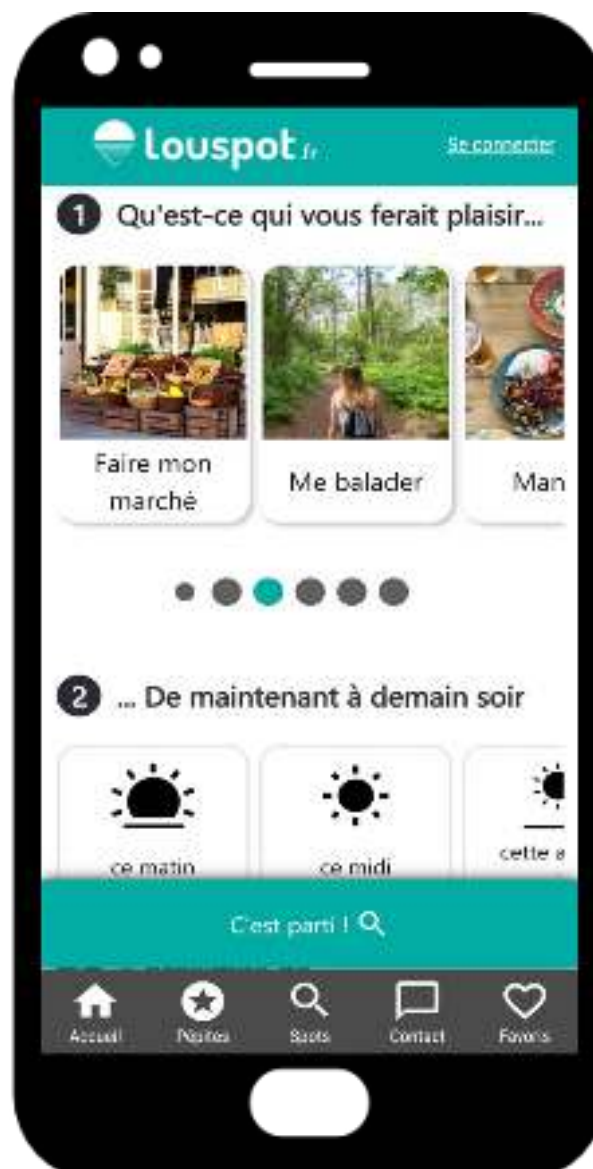 Louspot.fr
Se connecter
1 Qu'est-ce qui vous ferait plaisir...
Faire mon
marché
Me balader
Man
2 ... De maintenant à demain soir
ce matin
ce midi
cette a
C'est parti !
Accueil
Pépites
Spots
Contact
Favoris